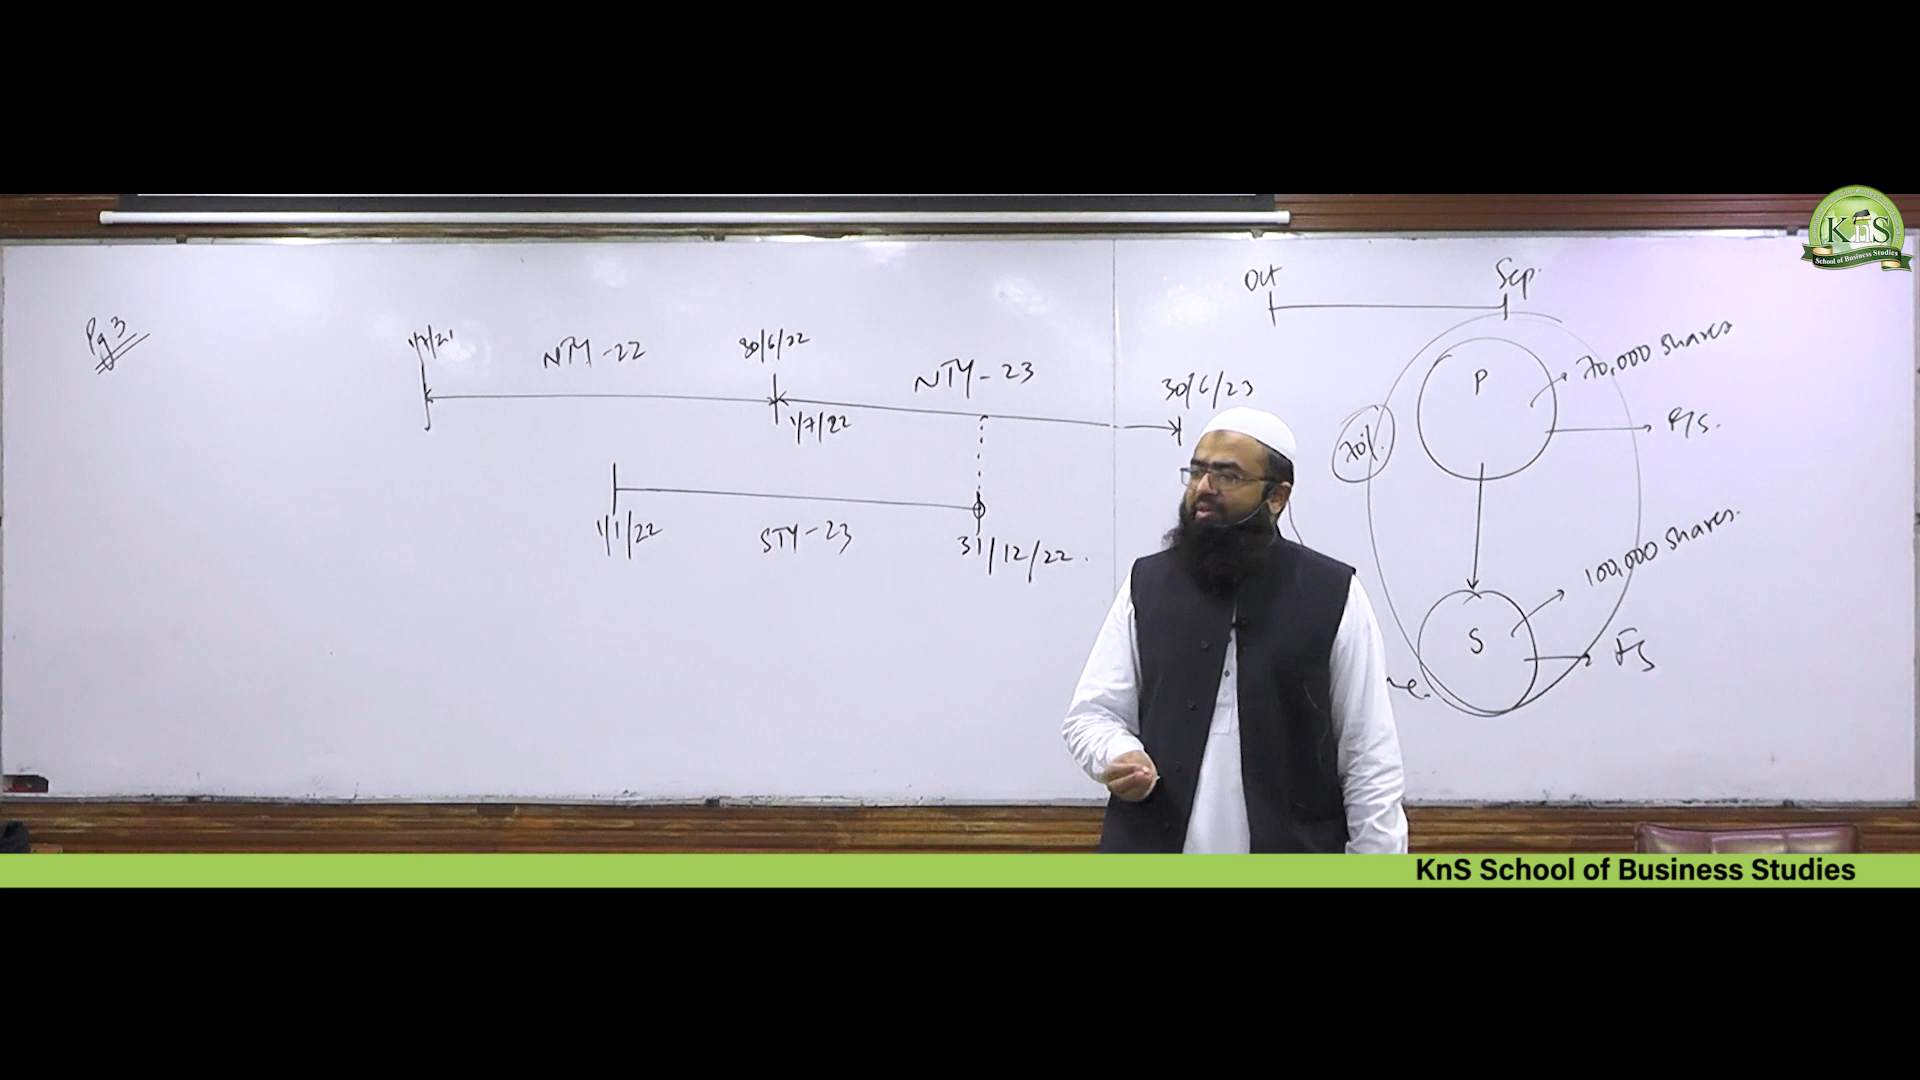 Pg 3
1/7/21
NTY-22
30/6/22
1/7/22
NTY-23
30/6/23
1/1/22
STY-23
31/12/22.
Oct
Sep.
P
70,000 shares
70%
S
100,000 shares.
FS
KnS
School of Business Studies
KnS School of Business Studies